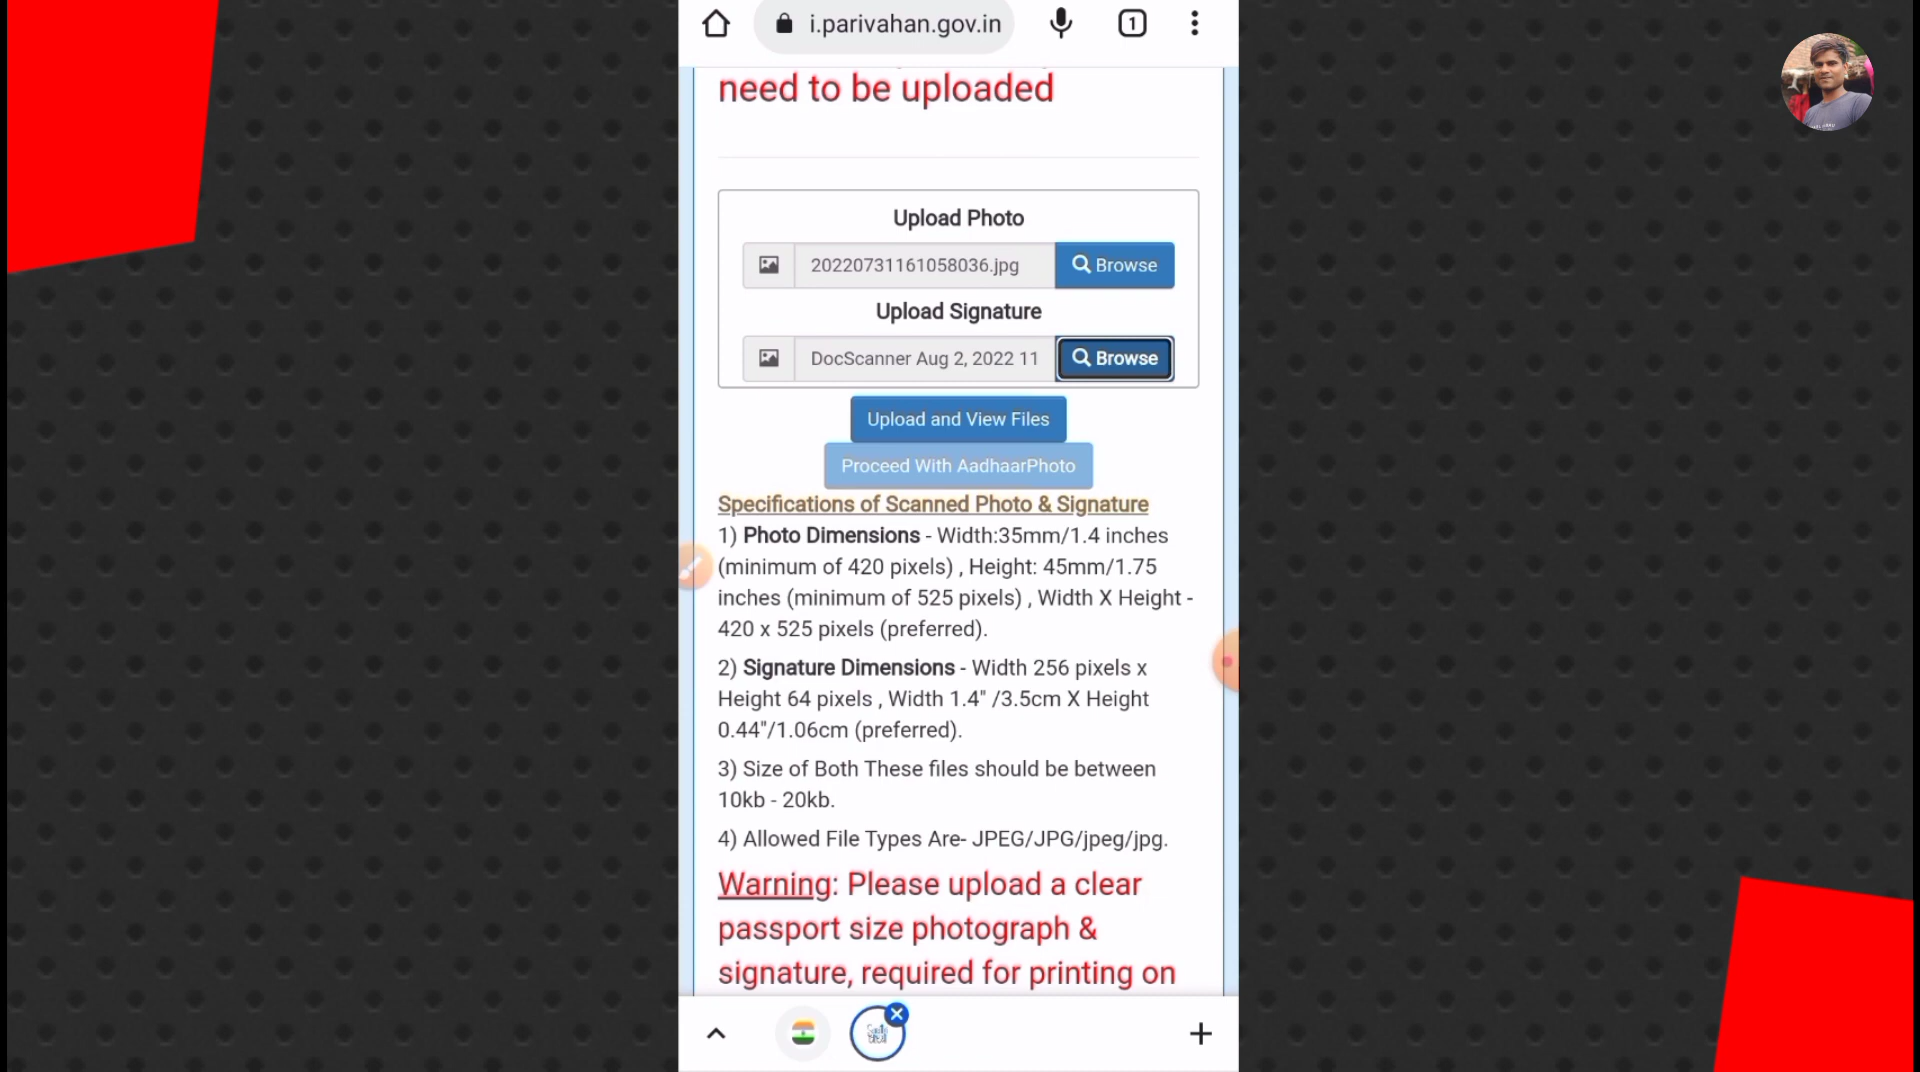 i.parivahan.gov.in
1
need to be uploaded
Upload Photo
20220731161058036.jpg
Browse
Upload Signature
DocScanner Aug 2, 2022 11
Browse
Upload and View Files
Proceed With AadhaarPhoto
Specifications of Scanned Photo & Signature
1) Photo Dimensions - Width:35mm/1.4 inches
(minimum of 420 pixels) , Height: 45mm/1.75
inches (minimum of 525 pixels) , Width X Height -
420 x 525 pixels (preferred).
2) Signature Dimensions - Width 256 pixels x
Height 64 pixels , Width 1.4" /3.5cm X Height
0.44"/1.06cm (preferred).
3) Size of Both These files should be between
10kb - 20kb.
4) Allowed File Types Are- JPEG/JPG/jpeg/jpg.
Warning: Please upload a clear
passport size photograph &
signature, required for printing on